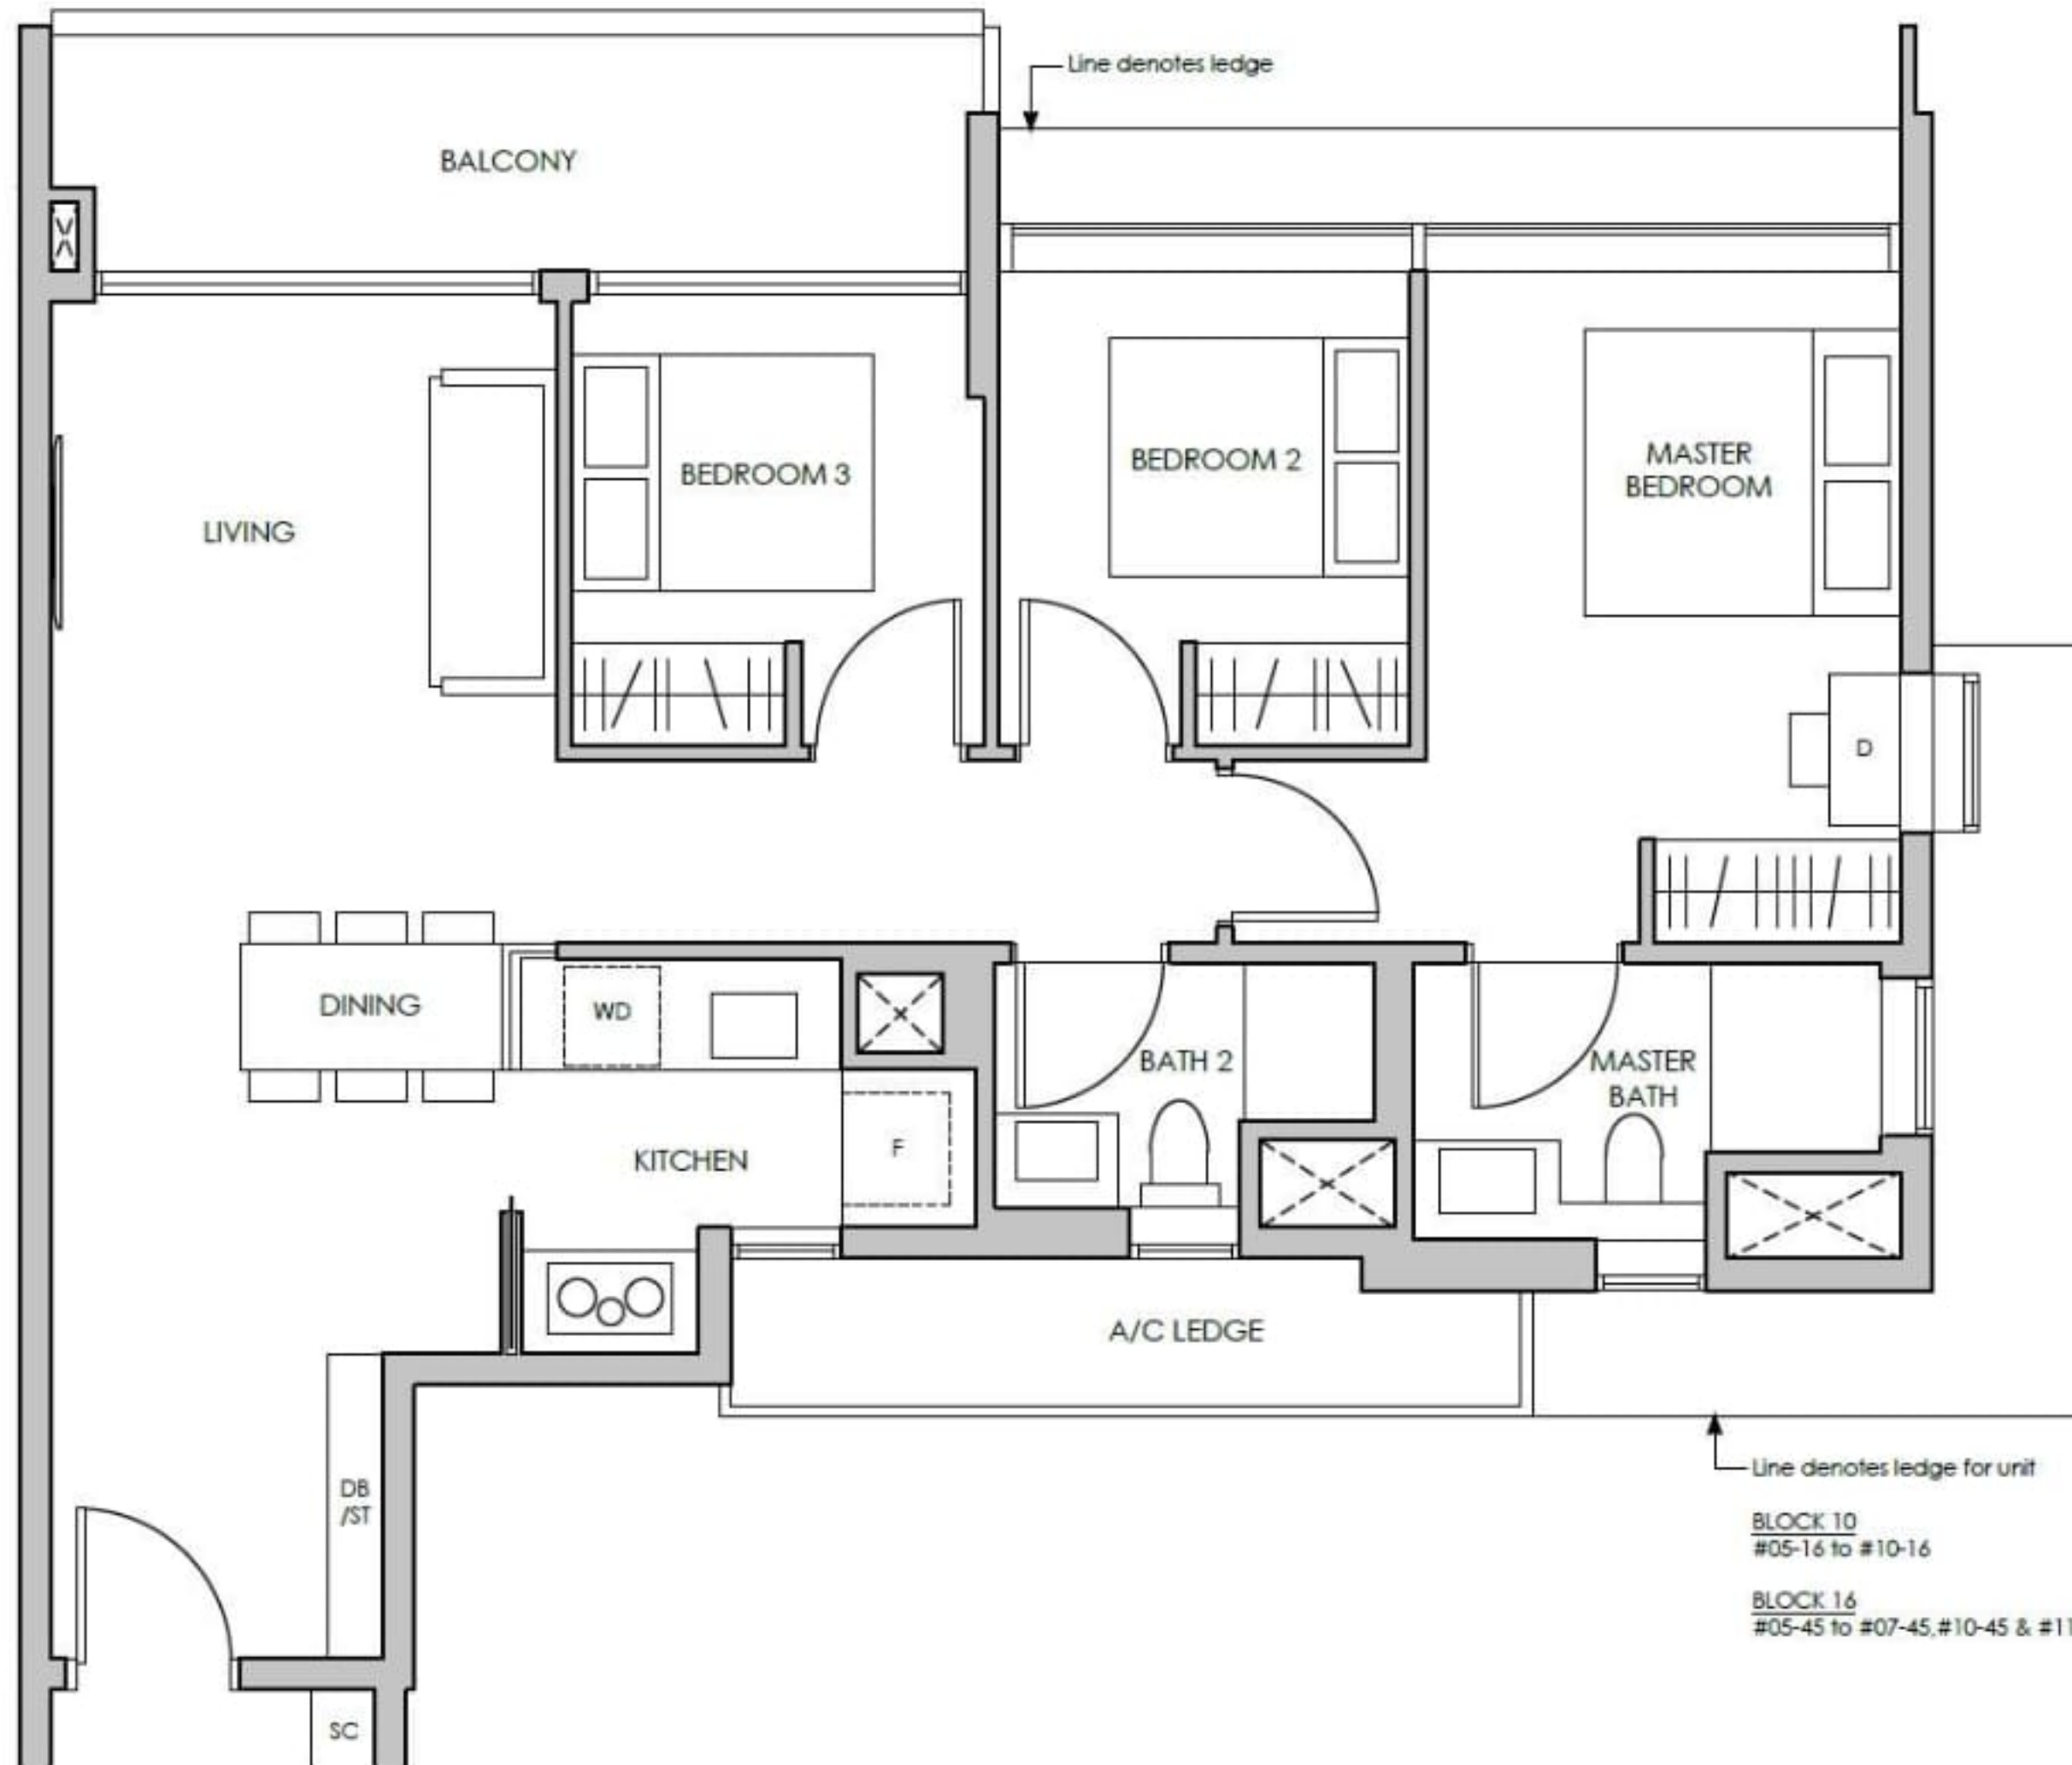 Line denotes ledge
BALCONY
LIVING
BEDROOM 3
BEDROOM 2
MASTER
BEDROOM
D
DINING
WD
KITCHEN
F
BATH 2
MASTER
BATH
A/C LEDGE
DB
/ST
SC
Line denotes ledge for unit
BLOCK 10
#05-16 to #10-16
BLOCK 16
#05-45 to #07-45,#10-45 & #11